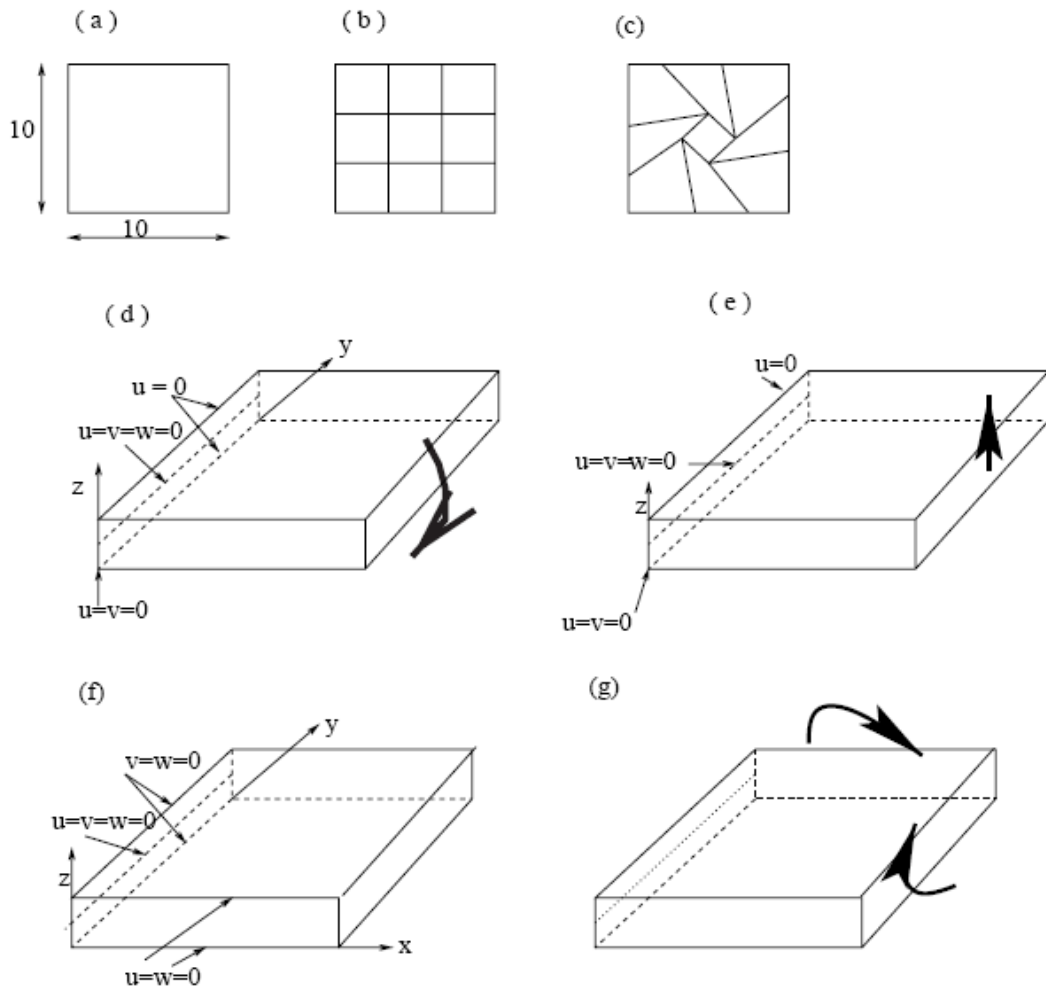 ( a )
( b )
(c)
10
10
( d )
( e )
y
u = 0
u=0
u=v=w=0
u=v=w=0
z
z
u=v=0
u=v=0
(f)
(g)
y
v=w=0
u=v=w=0
z
x
u=w=0